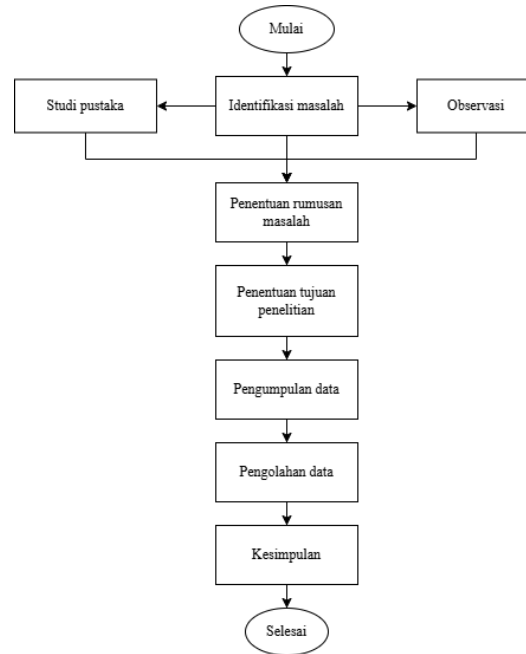 Mulai
Studi pustaka
Identifikasi masalah
Observasi
Penentuan rumusan
masalah
Penentuan tujuan
penelitian
Pengumpulan data
Pengolahan data
Kesimpulan
Selesai